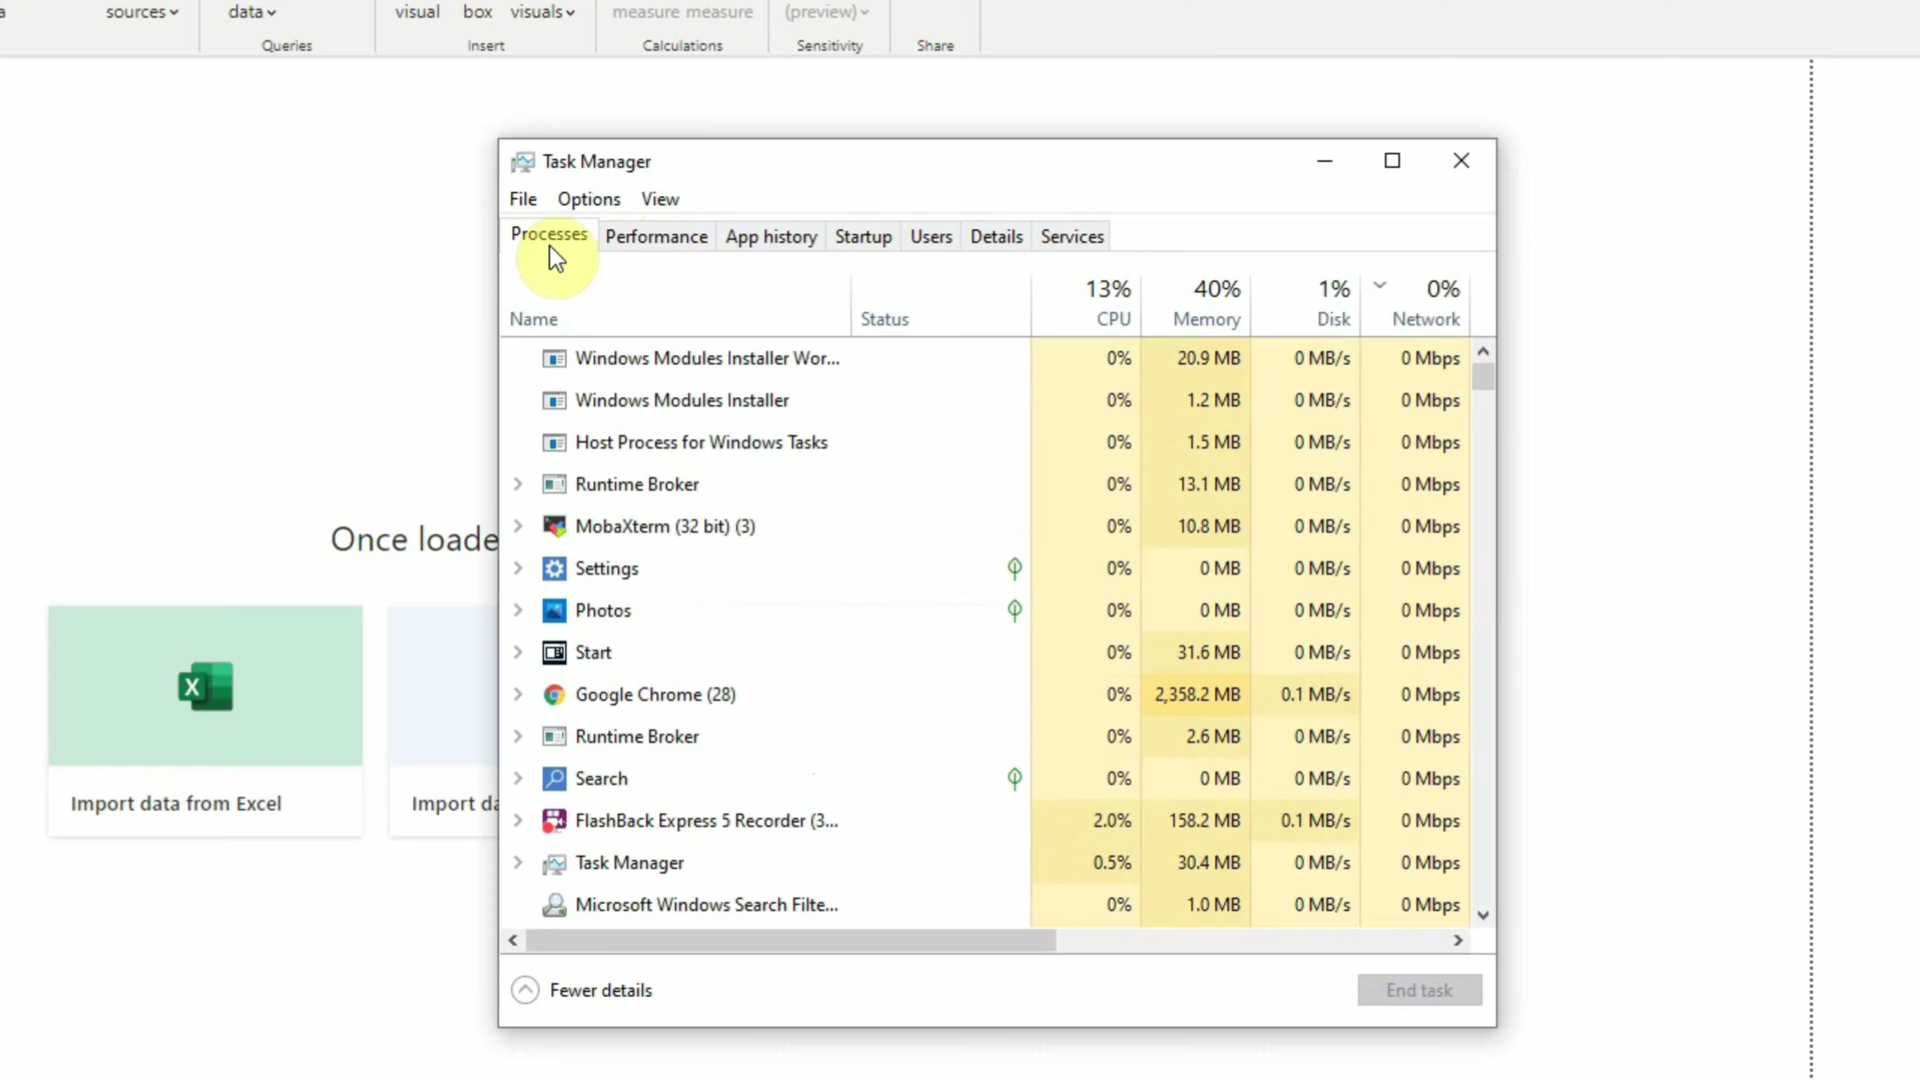 sources data visual box visuals measure measure (preview)
Queries Insert Calculations Sensitivity Share
Task Manager
File Options View
Processes Performance App history Startup Users Details Services
13% 40% 1% 0%
Name Status CPU Memory Disk Network
Windows Modules Installer Wor... 0% 20.9 MB 0 MB/s 0 Mbps
Windows Modules Installer 0% 1.2 MB 0 MB/s 0 Mbps
Host Process for Windows Tasks 0% 1.5 MB 0 MB/s 0 Mbps
Runtime Broker 0% 13.1 MB 0 MB/s 0 Mbps
MobaXterm (32 bit) (3) 0% 10.8 MB 0 MB/s 0 Mbps
Settings 0% 0 MB 0 MB/s 0 Mbps
Photos 0% 0 MB 0 MB/s 0 Mbps
Start 0% 31.6 MB 0 MB/s 0 Mbps
Google Chrome (28) 0% 2,358.2 MB 0.1 MB/s 0 Mbps
Runtime Broker 0% 2.6 MB 0 MB/s 0 Mbps
Search 0% 0 MB 0 MB/s 0 Mbps
FlashBack Express 5 Recorder (3... 2.0% 158.2 MB 0.1 MB/s 0 Mbps
Task Manager 0.5% 30.4 MB 0 MB/s 0 Mbps
Microsoft Windows Search Filte... 0% 1.0 MB 0 MB/s 0 Mbps
Fewer details End task
Once loade
Import data from Excel
Import da